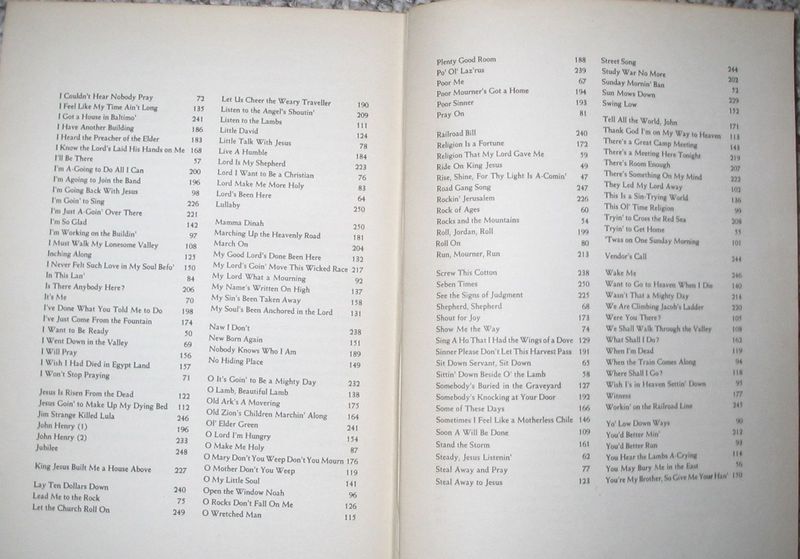 I Couldn't Hear Nobody Pray 72
I Feel Like My Time Ain't Long 135
I Got a House in Baltimo' 241
I Have Another Building 186
I Heard the Preacher of the Elder 183
I Know the Lord's Laid His Hands on Me 168
I'll Be There 57
I'm A-Going to Do All I Can 200
I'm Agoing to Join the Band 196
I'm Going Back With Jesus 98
I'm Goin' to Sing 226
I'm Just A-Goin' Over There 221
I'm So Glad 142
I'm Working on the Buildin' 97
I Must Walk My Lonesome Valley 108
Inching Along 125
I Never Felt Such Love in My Soul Befo' 150
In This Lan' 84
Is There Anybody Here? 206
It's Me 70
I've Done What You Told Me to Do 198
I've Just Come From the Fountain 174
I Want to Be Ready 50
I Went Down in the Valley 69
I Will Pray 156
I Wish I Had Died in Egypt Land 157
I Won't Stop Praying 71
Jesus Is Risen From the Dead 122
Jesus Goin' to Make Up My Dying Bed 112
Jim Strange Killed Lula 246
John Henry (1) 196
John Henry (2) 233
Jubilee 248
King Jesus Built Me a House Above 227
Lay Ten Dollars Down 240
Lead Me to the Rock 75
Let the Church Roll On 249
Let Us Cheer the Weary Traveller 190
Listen to the Angel's Shoutin' 209
Listen to the Lambs 111
Little David 124
Little Talk With Jesus 78
Live A Humble 184
Lord Is My Shepherd 223
Lord I Want to Be a Christian 76
Lord Make Me More Holy 83
Lord's Been Here 64
Lullaby 250
Mamma Dinah 250
Marching Up the Heavenly Road 181
March On 204
My Good Lord's Done Been Here 132
My Lord's Goin' Move This Wicked Race 217
My Lord What a Mourning 92
My Name's Written On High 137
My Sin's Been Taken Away 158
My Soul's Been Anchored in the Lord 131
Naw I Don't 238
New Born Again 151
Nobody Knows Who I Am 189
No Hiding Place 149
O It's Goin' to Be a Mighty Day 232
O Lamb, Beautiful Lamb 138
Old Ark's A Movering 175
Old Zion's Children Marchin' Along 164
Ol' Elder Green 241
O Lord I'm Hungry 154
O Make Me Holy 87
O Mary Don't You Weep Don't You Mourn 176
O Mother Don't You Weep 119
O My Little Soul 141
Open the Window Noah 96
O Rocks Don't Fall On Me 126
O Wretched Man 115
Plenty Good Room 188
Po' Ol' Laz'rus 239
Poor Me 67
Poor Mourner's Got a Home 194
Poor Sinner 193
Pray On 81
Railroad Bill 240
Religion Is a Fortune 172
Religion That My Lord Gave Me 59
Ride On King Jesus 49
Rise, Shine, For Thy Light Is A-Comin' 47
Road Gang Song 247
Rockin' Jerusalem 226
Rock of Ages 60
Rocks and the Mountains 54
Roll, Jordan, Roll 199
Roll On 80
Run, Mourner, Run 213
Screw This Cotton 238
Seben Times 250
See the Signs of Judgment 225
Shepherd, Shepherd 68
Shout for Joy 173
Show Me the Way 74
Sing A Ho That I Had the Wings of a Dove 129
Sinner Please Don't Let This Harvest Pass 191
Sit Down Servant, Sit Down 65
Sittin' Down Beside O' the Lamb 58
Somebody's Buried in the Graveyard 127
Somebody's Knocking at Your Door 192
Some of These Days 166
Sometimes I Feel Like a Motherless Chile 146
Soon A Will Be Done 109
Stand the Storm 161
Steady, Jesus Listenin' 62
Steal Away and Pray 77
Steal Away to Jesus 123
Street Song 244
Study War No More 202
Sunday Mornin' Ban 52
Sun Mows Down 229
Swing Low 152
Tell All the World, John 171
Thank God I'm on My Way to Heaven 113
There's a Great Camp Meeting 143
There's a Meeting Here Tonight 219
There's Room Enough 207
There's Something On My Mind 222
They Led My Lord Away 102
This Is a Sin-Trying World 136
This Ol' Time Religion 99
Tryin' to Cross the Red Sea 208
Tryin' to Get Home 55
'Twas on One Sunday Morning 101
Vendor's Call 244
Wake Me 246
Want to Go to Heaven When I Die 140
Wasn't That a Mighty Day 214
We Are Climbing Jacob's Ladder 220
Were You There? 105
We Shall Walk Through the Valley 108
What Shall I Do? 162
When I'm Dead 119
When the Train Comes Along 94
Where Shall I Go? 118
Wish I's in Heaven Settin' Down 95
Witness 177
Workin' on the Railroad Line 245
Yo' Low Down Ways 90
You'd Better Min' 212
You'd Better Run 93
You Hear the Lambs A-Crying 114
You May Bury Me in the East 56
You're My Brother, So Give Me Your Han' 130